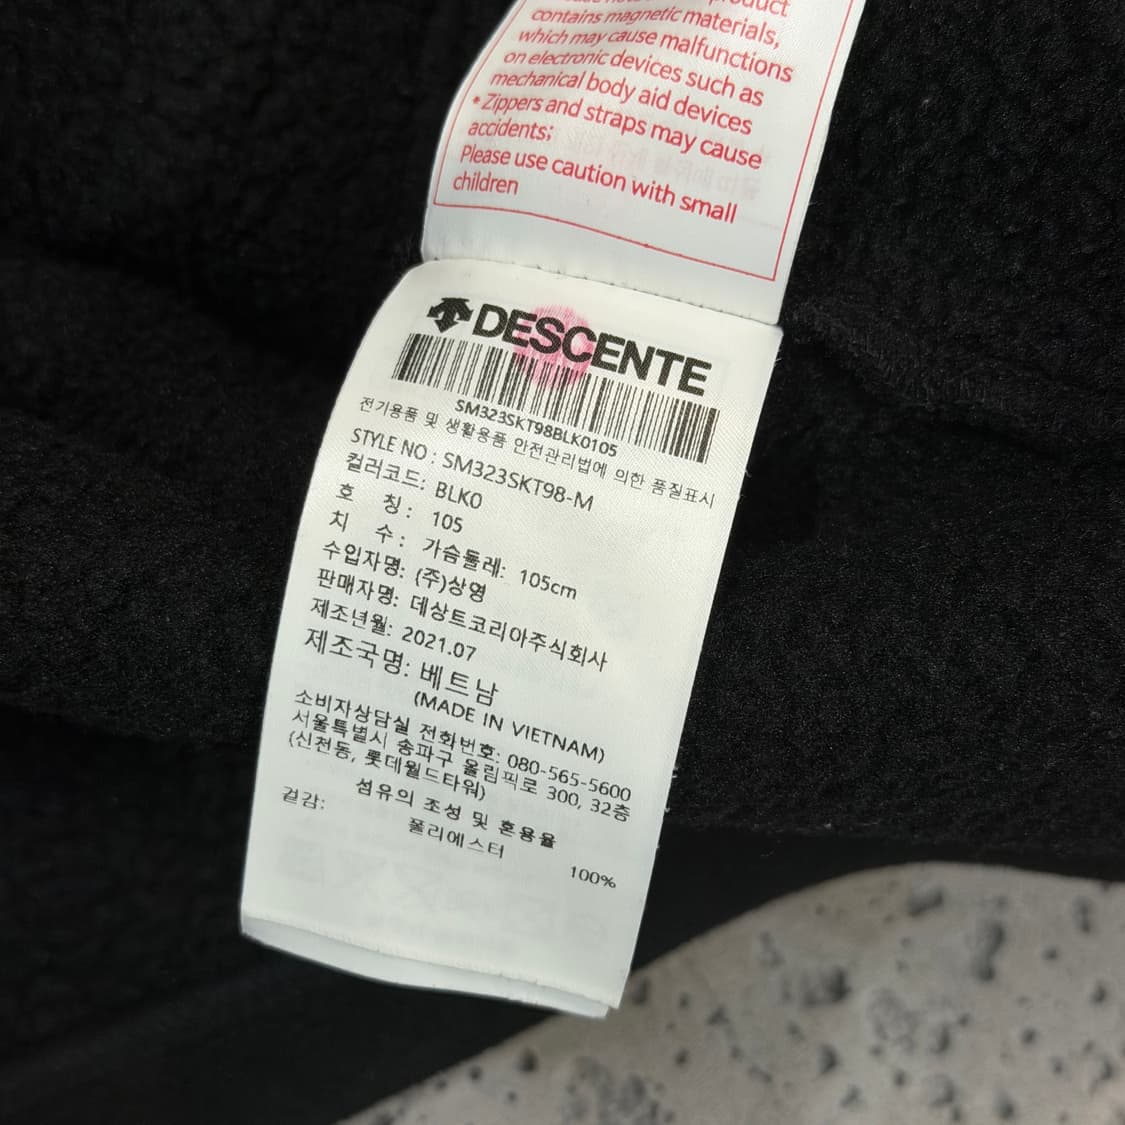 product
contains magnetic materials,
which may cause malfunctions
on electronic devices such as
mechanical body aid devices
*Zippers and straps may cause
accidents;
Please use caution with small
children
DESCENTE
SM323SKT98BLK0105
전기용품 및 생활용품 안전관리법에 의한 품질표시
STYLE NO : SM323SKT98-M
컬러코드: BLK0
호 칭: 105
치 수: 가슴둘레: 105cm
수입자명: (주)상영
판매자명: 데상트코리아주식회사
제조년월: 2021.07
제조국명: 베트남
(MADE IN VIETNAM)
소비자상담실 전화번호: 080-565-5600
서울특별시 송파구 올림픽로 300, 32층
(신천동, 롯데월드타워)
섬유의 조성 및 혼용율
겉감: 폴리에스터 100%